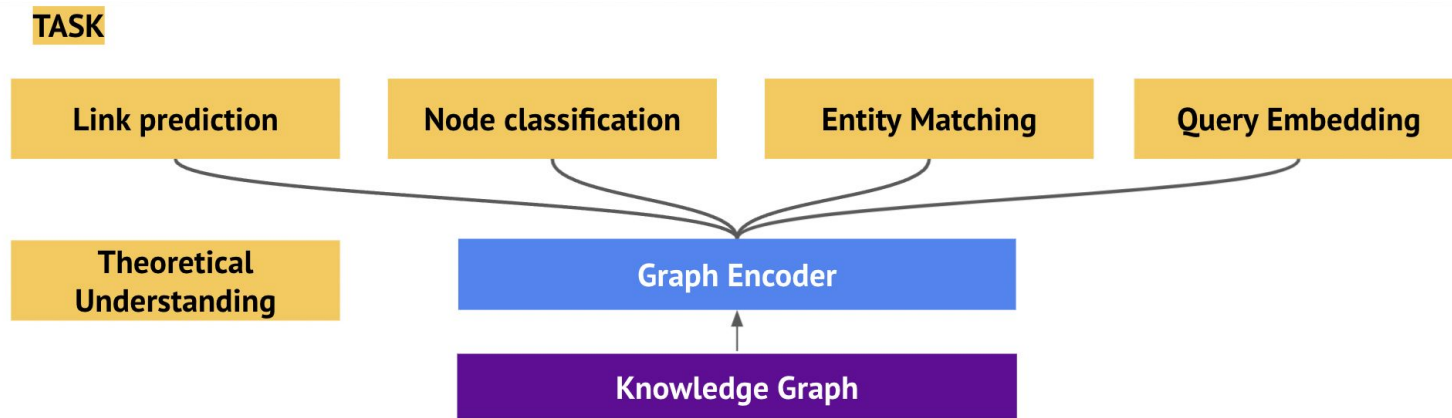 TASK
Link prediction
Node classification
Entity Matching
Query Embedding
Theoretical
Understanding
Graph Encoder
Knowledge Graph